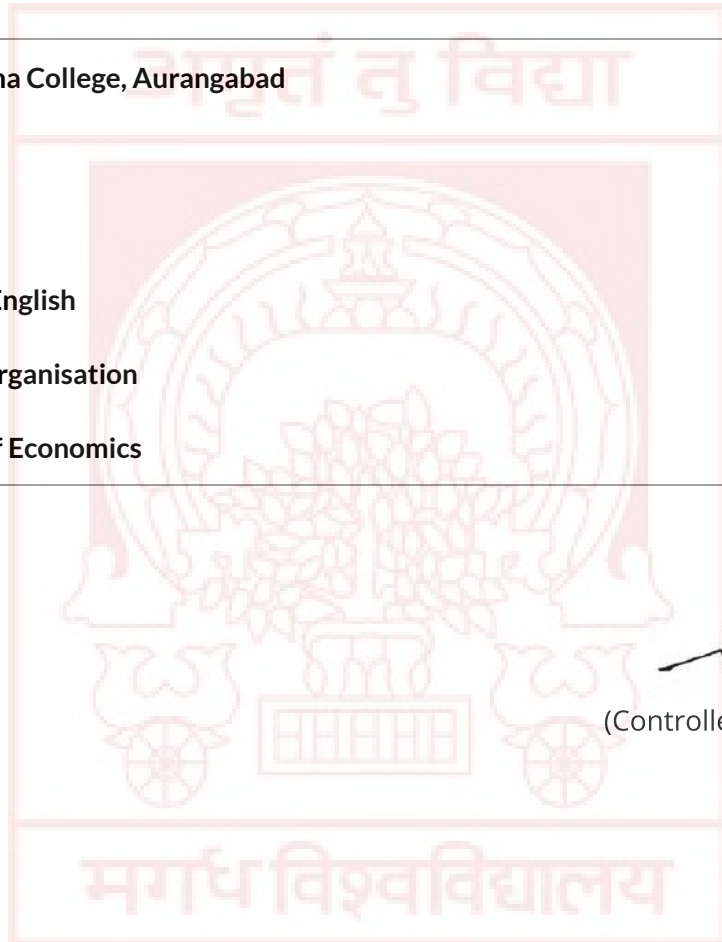 अमृतं तु विद्या
na College, Aurangabad
English
rganisation
f Economics
(Controlle
मगध विश्वविद्यालय